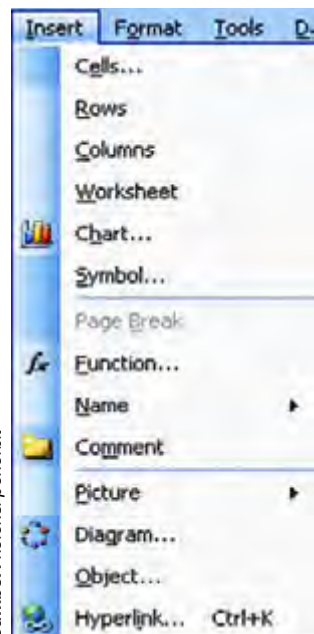 Insert Format Tools D
Cells...
Rows
Columns
Worksheet
Chart...
Symbol...
Page Break
Function...
Name
Comment
Picture
Diagram...
Object...
Hyperlink... Ctrl+K